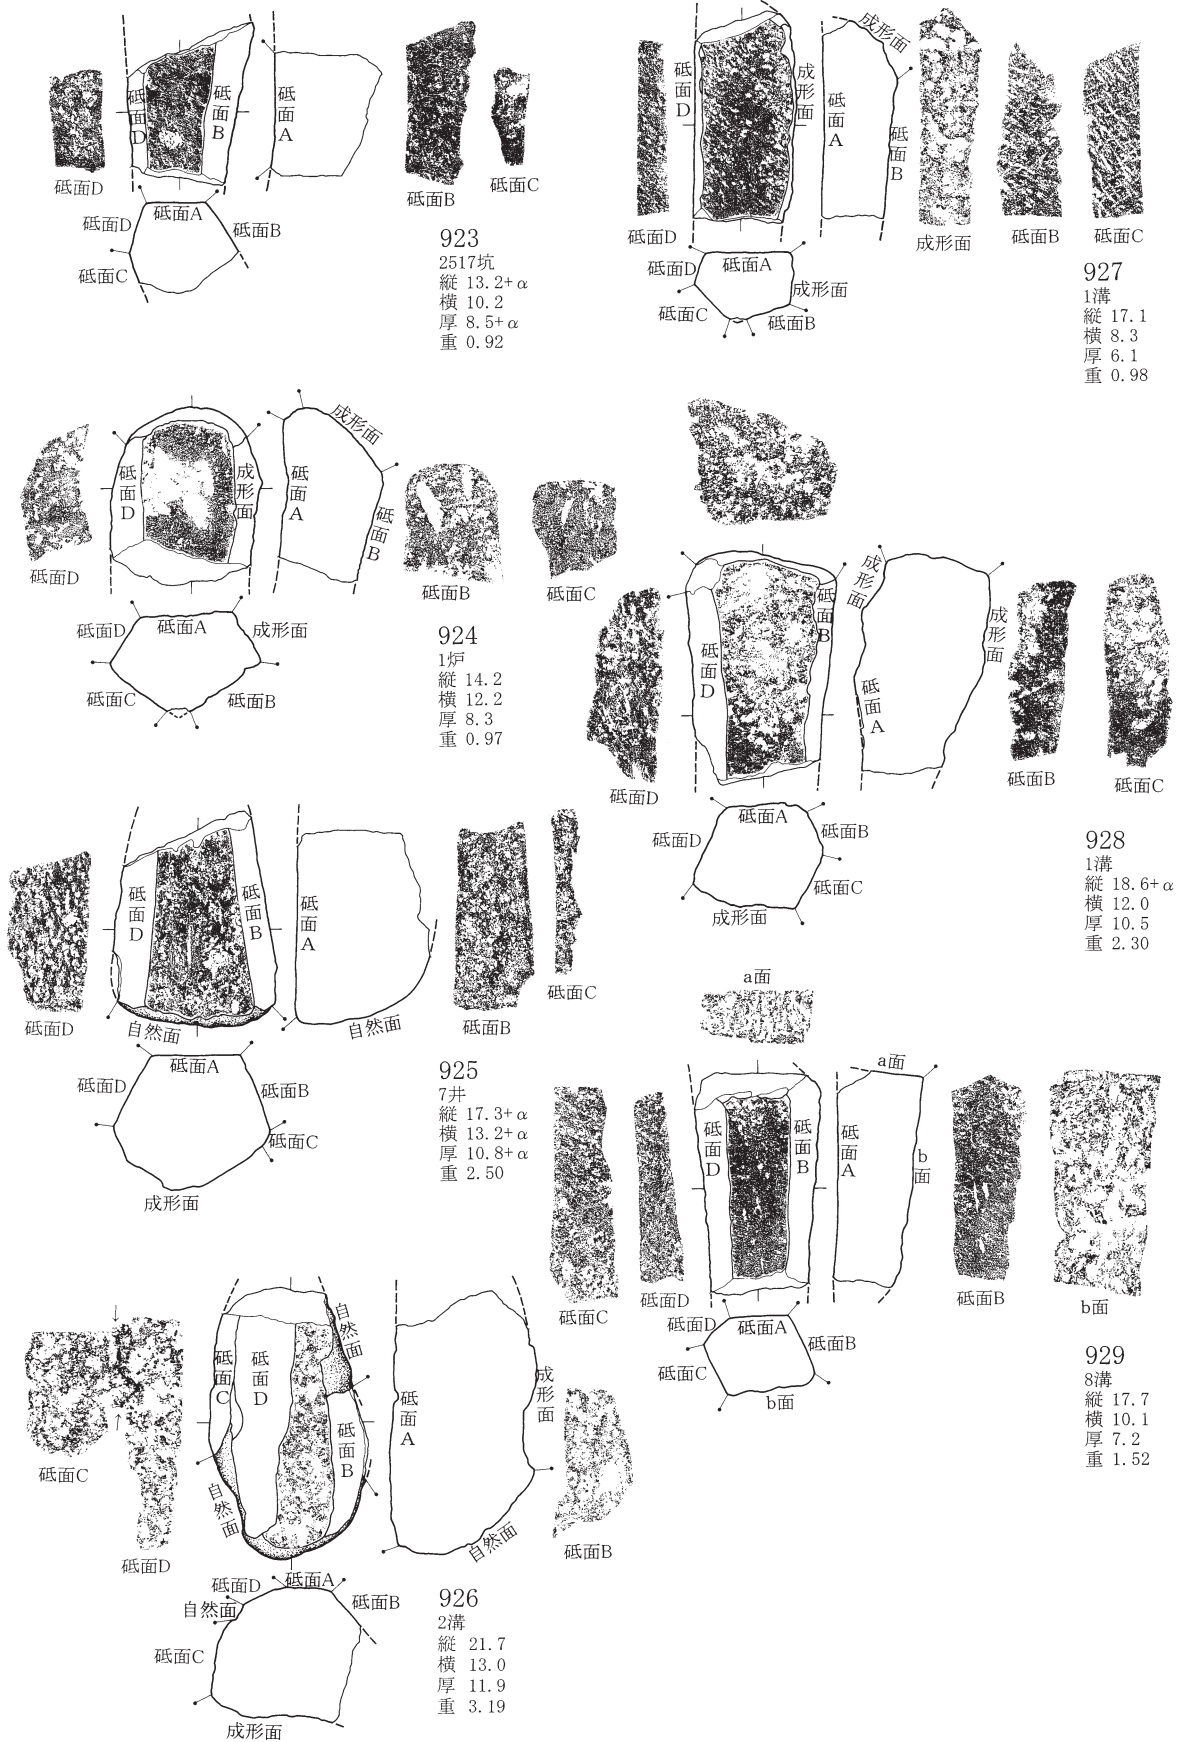 砥面D
砥面B
砥面A
砥面D
砥面B
砥面C
砥面D
砥面A
砥面B
砥面C
923
2517坑
縦 13.2+α
横 10.2
厚 8.5+α
重 0.92
砥面D
成形面
砥面A
成形面
砥面B
砥面D
成形面
砥面B
砥面C
砥面D
砥面A
成形面
砥面C
砥面B
927
1溝
縦 17.1
横 8.3
厚 6.1
重 0.98
砥面D
成形面
砥面A
成形面
砥面B
砥面D
砥面B
砥面C
砥面D
砥面A
成形面
砥面C
砥面B
924
1炉
縦 14.2
横 12.2
厚 8.3
重 0.97
砥面D
砥面B
成形面
砥面A
成形面
砥面D
砥面B
砥面C
砥面A
砥面D
砥面B
砥面C
成形面
928
1溝
縦 18.6+α
横 12.0
厚 10.5
重 2.30
砥面D
砥面B
砥面A
砥面D
自然面
自然面
砥面B
砥面C
砥面D
砥面A
砥面B
砥面C
成形面
925
7井
縦 17.3+α
横 13.2+α
厚 10.8+α
重 2.50
a面
a面
砥面D
砥面B
砥面A
b面
砥面C
砥面D
砥面B
b面
砥面D
砥面A
砥面B
砥面C
b面
929
8溝
縦 17.7
横 10.1
厚 7.2
重 1.52
↓
自然面
砥面C
砥面D
砥面B
砥面A
成形面
↑
砥面C
自然面
自然面
砥面D
砥面B
砥面D
砥面A
砥面B
自然面
砥面C
成形面
926
2溝
縦 21.7
横 13.0
厚 11.9
重 3.19